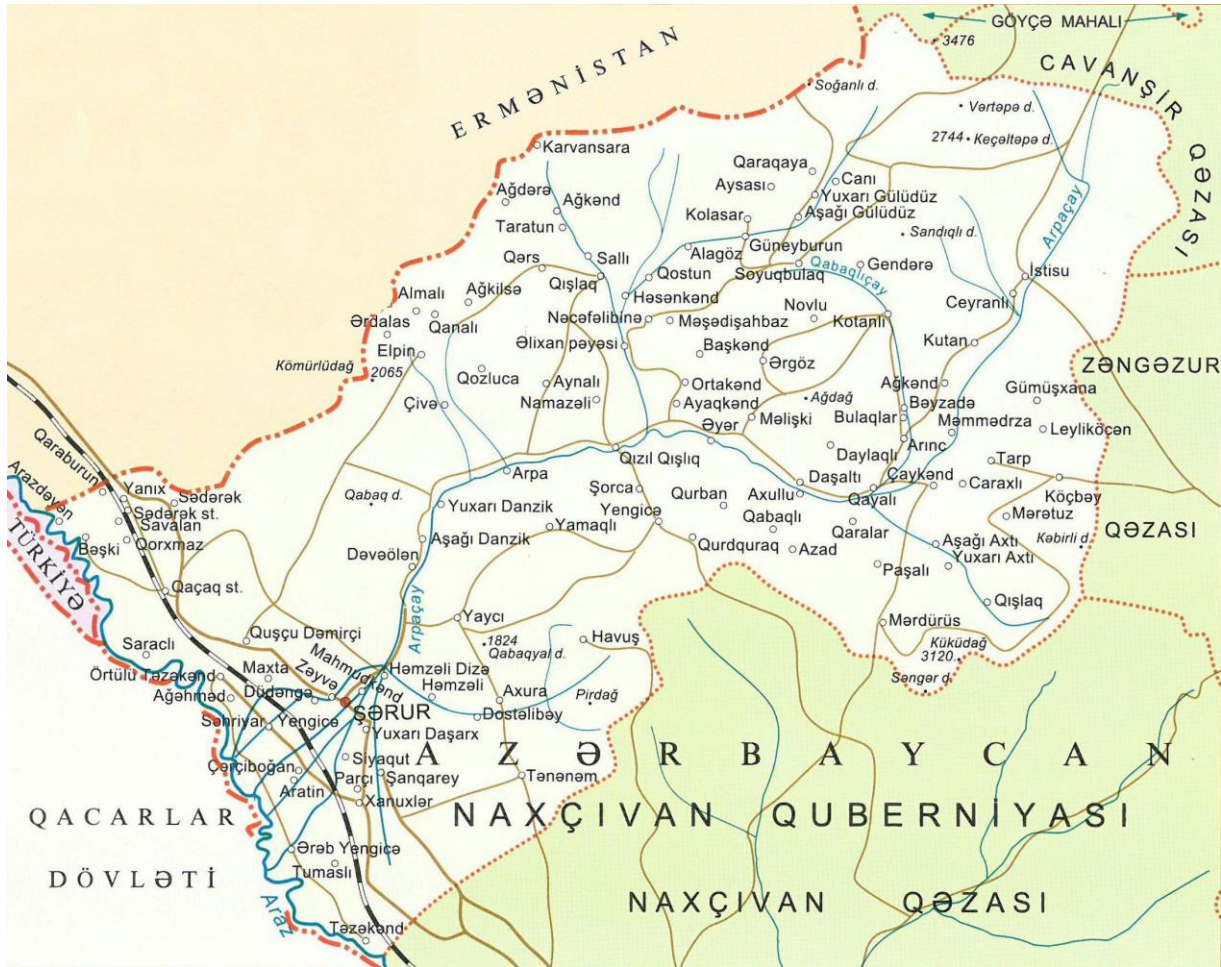 GÖYÇƏ MAHALI
3476
CAVANŞİR
QƏZASI
ERMƏNİSTAN
Soğanlı d.
Vərtəpə d.
2744
Keçəltəpə d.
Karvansara
Qaraqaya
Aysası
Canı
Yuxarı Gülüdüz
Aşağı Gülüdüz
Ağdərə
Ağkənd
Taratun
Kolasar
Sandıqlı d.
Arpaçay
Güneyburun
Alagöz
Qərs
Sallı
Soyuqbulaq
Qabaqlıçay
Gendərə
İstisu
Qostun
Qışlaq
Ceyranlı
Almalı
Ağkilsə
Həsənkənd
Novlu
Kotanlı
Ərdalas
Qanalı
Nəcəfəlibinə
Məşədişahbaz
Elpin
Əlixan pəyəsi
Başkənd
Kutan
Ərgöz
ZƏNGƏZUR
Kömürlüdağ
2065
Qozluca
Aynalı
Ortakənd
Ağkənd
Gümüşxana
Namazəli
Ayaqkənd
Ağdağ
Bəyzadə
Çivə
Məlişki
Bulaqlar
Məmmədrza
Leyliköçən
Əyər
Arınc
Qızıl Qışlıq
Daylaqlı
Tarp
Qaraburun
Arpa
Daşaltı
Çaykənd
Caraxlı
Köçbəy
Arazdəyən
Yanıx
Sədərək
Qabaq d.
Yuxarı Danzik
Şorca
Qurban
Axullu
Qayalı
Sədərək st.
Savalan
Yengicə
Mərətuz
Yamaqlı
Qabaqlı
Qaralar
QƏZASI
TÜRKİYƏ
Bəşki
Qorxmaz
Aşağı Danzik
Qurdquraq
Azad
Aşağı Axtı
Kəbirli d.
Dəvəölən
Yuxarı Axtı
Paşalı
Qaçaq st.
Arpaçay
Qışlaq
Yaycı
Mərdürüs
Saraclı
Quşçu Dəmirçi
1824
Qabaqyal d.
Havuş
Küküdağ
3120
Örtülü Təzəkənd
Maxta
Zəyvə
Mahmudkənd
Həmzəli Dizə
Səngər d.
Ağəhməd
Düdəngə
Həmzəli
Axura
Pirdağ
Səhriyar
Yengicə
ŞƏRUR
Dostəlibəy
Yuxarı Daşarx
AZƏRBAYCAN
Siyaqut
Çərçiboğan
Parçı
Şanqarey
Tənənəm
Aratin
Xanuxlər
NAXÇIVAN QUBERNİYASI
QACARLAR
DÖVLƏTİ
Ərəb Yengicə
Tumaslı
NAXÇIVAN QƏZASI
Araz
Təzəkənd